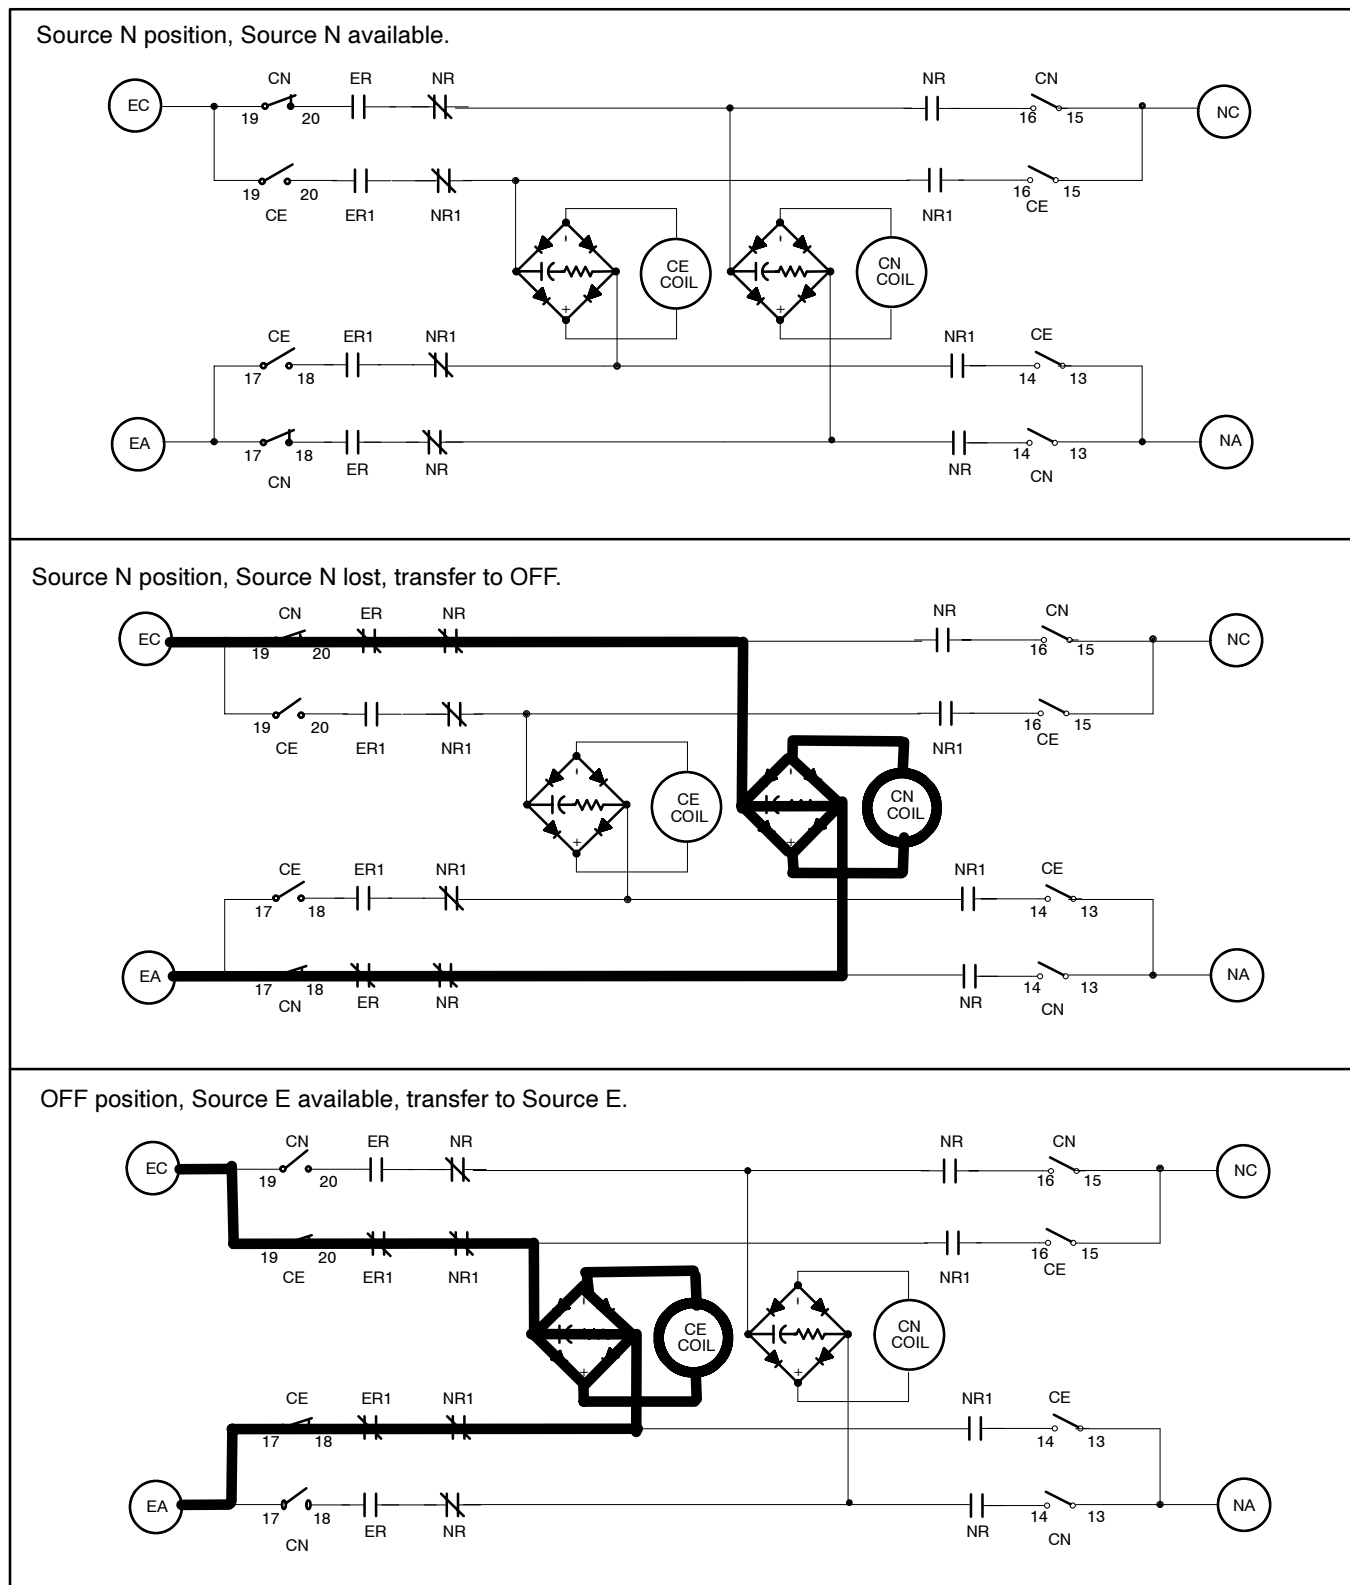 Source N position, Source N available.
CN ER NR NR CN
EC NC
19 20 16 15
19 20 16 15
CE ER1 NR1 NR1 CE
CE COIL
CN COIL
- -
+ +
CE ER1 NR1 NR1 CE
17 18 14 13
EA NA
17 18 14 13
CN ER NR NR CN
Source N position, Source N lost, transfer to OFF.
CN ER NR NR CN
EC NC
19 20 16 15
19 20 16 15
CE ER1 NR1 NR1 CE
CE COIL
CN COIL
-
+
CE ER1 NR1 NR1 CE
17 18 14 13
EA NA
17 18 14 13
CN ER NR NR CN
OFF position, Source E available, transfer to Source E.
CN ER NR NR CN
EC NC
19 20 16 15
19 20 16 15
CE ER1 NR1 NR1 CE
CE COIL
CN COIL
-
+ +
CE ER1 NR1 NR1 CE
17 18 14 13
EA NA
17 18 14 13
CN ER NR NR CN